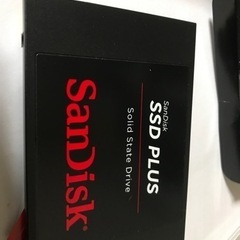 SanDisk
SSD PLUS
Solid State Drive
SanDisk